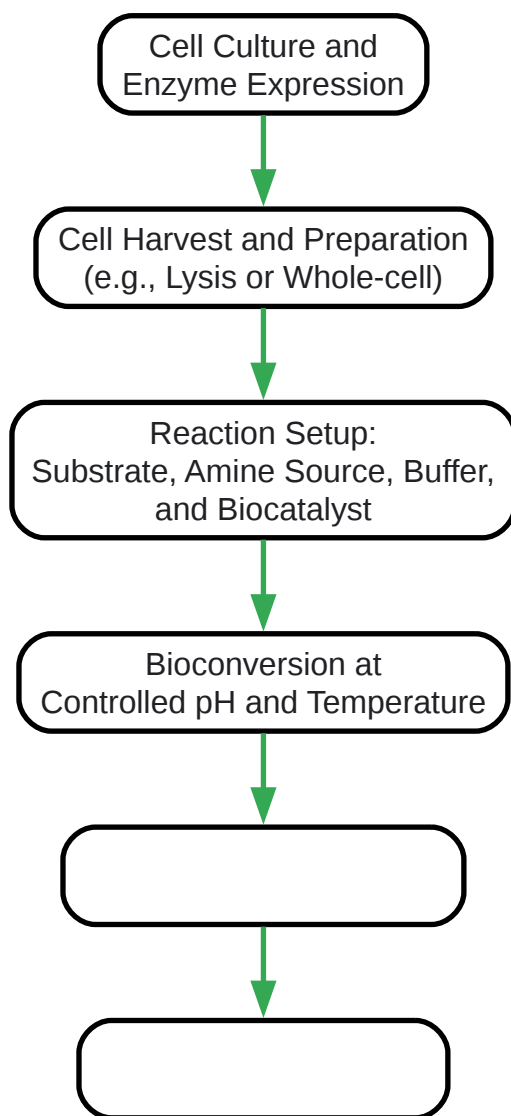 Cell Culture and
Enzyme Expression
Cell Harvest and Preparation
(e.g., Lysis or Whole-cell)
Reaction Setup:
Substrate, Amine Source, Buffer,
and Biocatalyst
Bioconversion at
Controlled pH and Temperature